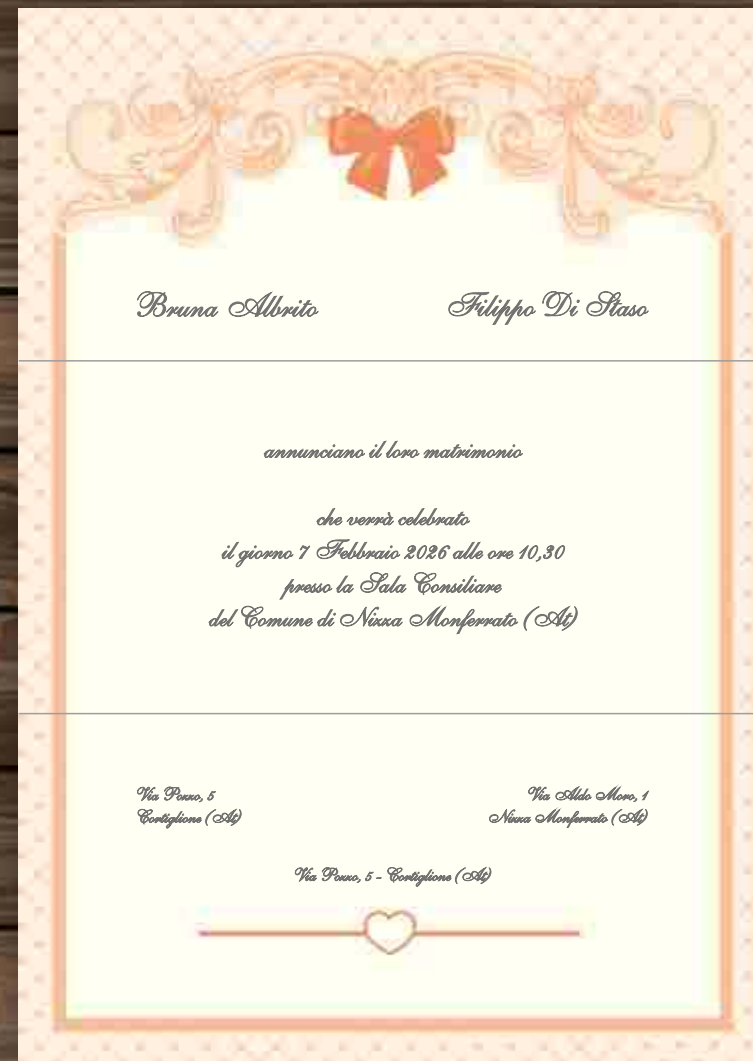 Bruna Albrito
Filippo Di Staso
annunciano il loro matrimonio
che verrà celebrato
il giorno 7 Febbraio 2026 alle ore 10,30
presso la Sala Consiliare
del Comune di Nizza Monferrato (At)
Via Pozzo, 5
Cortiglione (At)
Via Aldo Moro, 1
Nizza Monferrato (At)
Via Pozzo, 5 - Cortiglione (At)